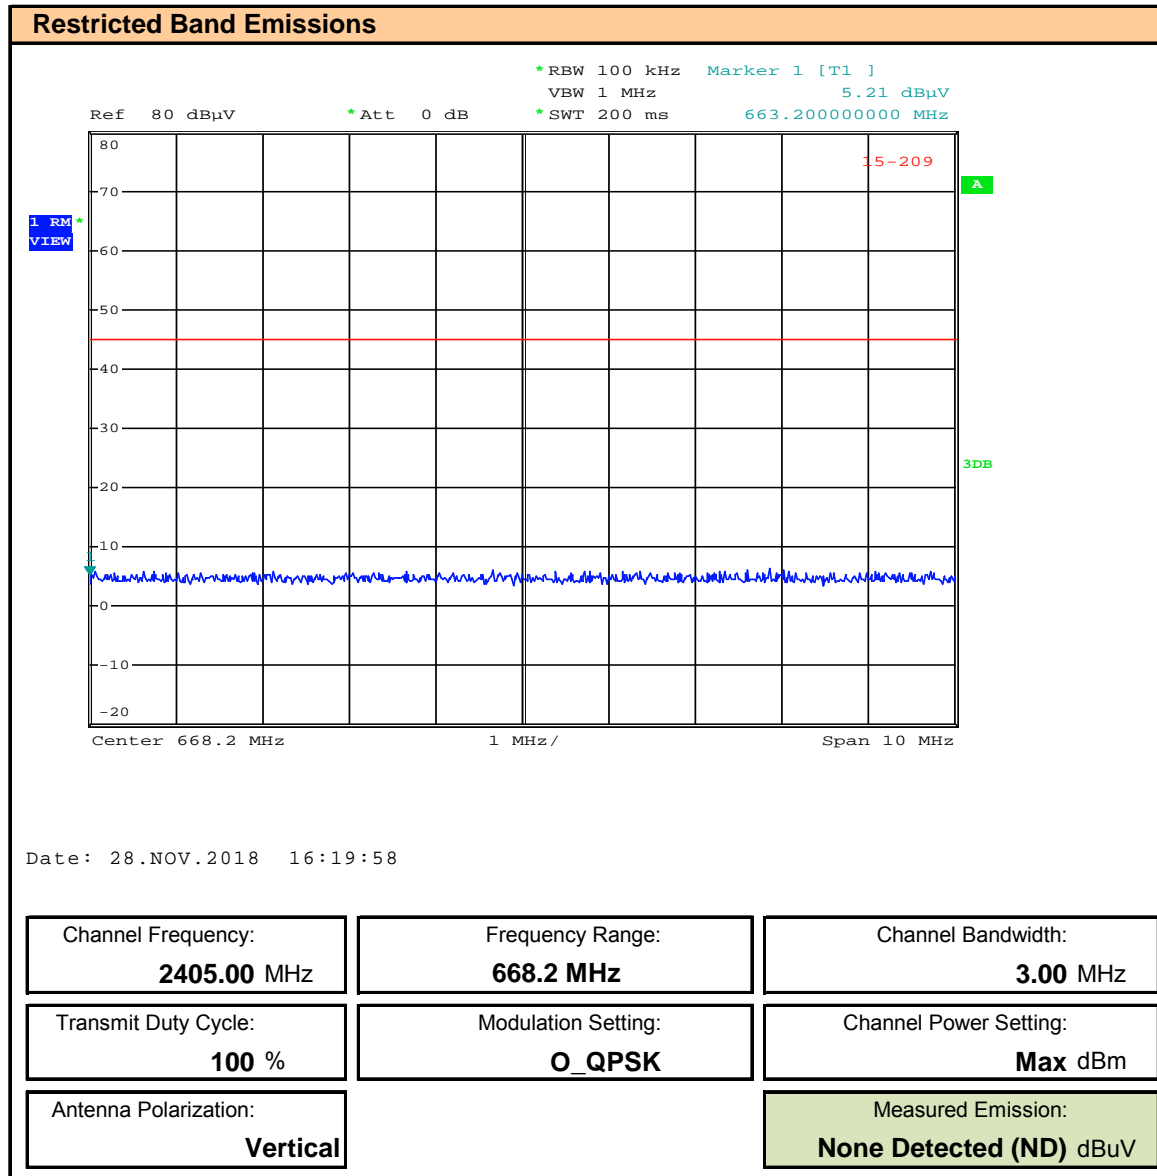 Restricted Band Emissions
*RBW 100 kHz Marker 1 [T1 ]
VBW 1 MHz 5.21 dBµV
Ref 80 dBµV *Att 0 dB *SWT 200 ms 663.200000000 MHz
80
15-209
70
A
1 RM *
VIEW
60
50
40
30
3DB
20
10
1
0
-10
-20
Center 668.2 MHz 1 MHz/ Span 10 MHz
Date: 28.NOV.2018 16:19:58
Channel Frequency: Frequency Range: Channel Bandwidth:
2405.00 MHz 668.2 MHz 3.00 MHz
Transmit Duty Cycle: Modulation Setting: Channel Power Setting:
100 % O_QPSK Max dBm
Antenna Polarization: Measured Emission:
Vertical None Detected (ND) dBuV